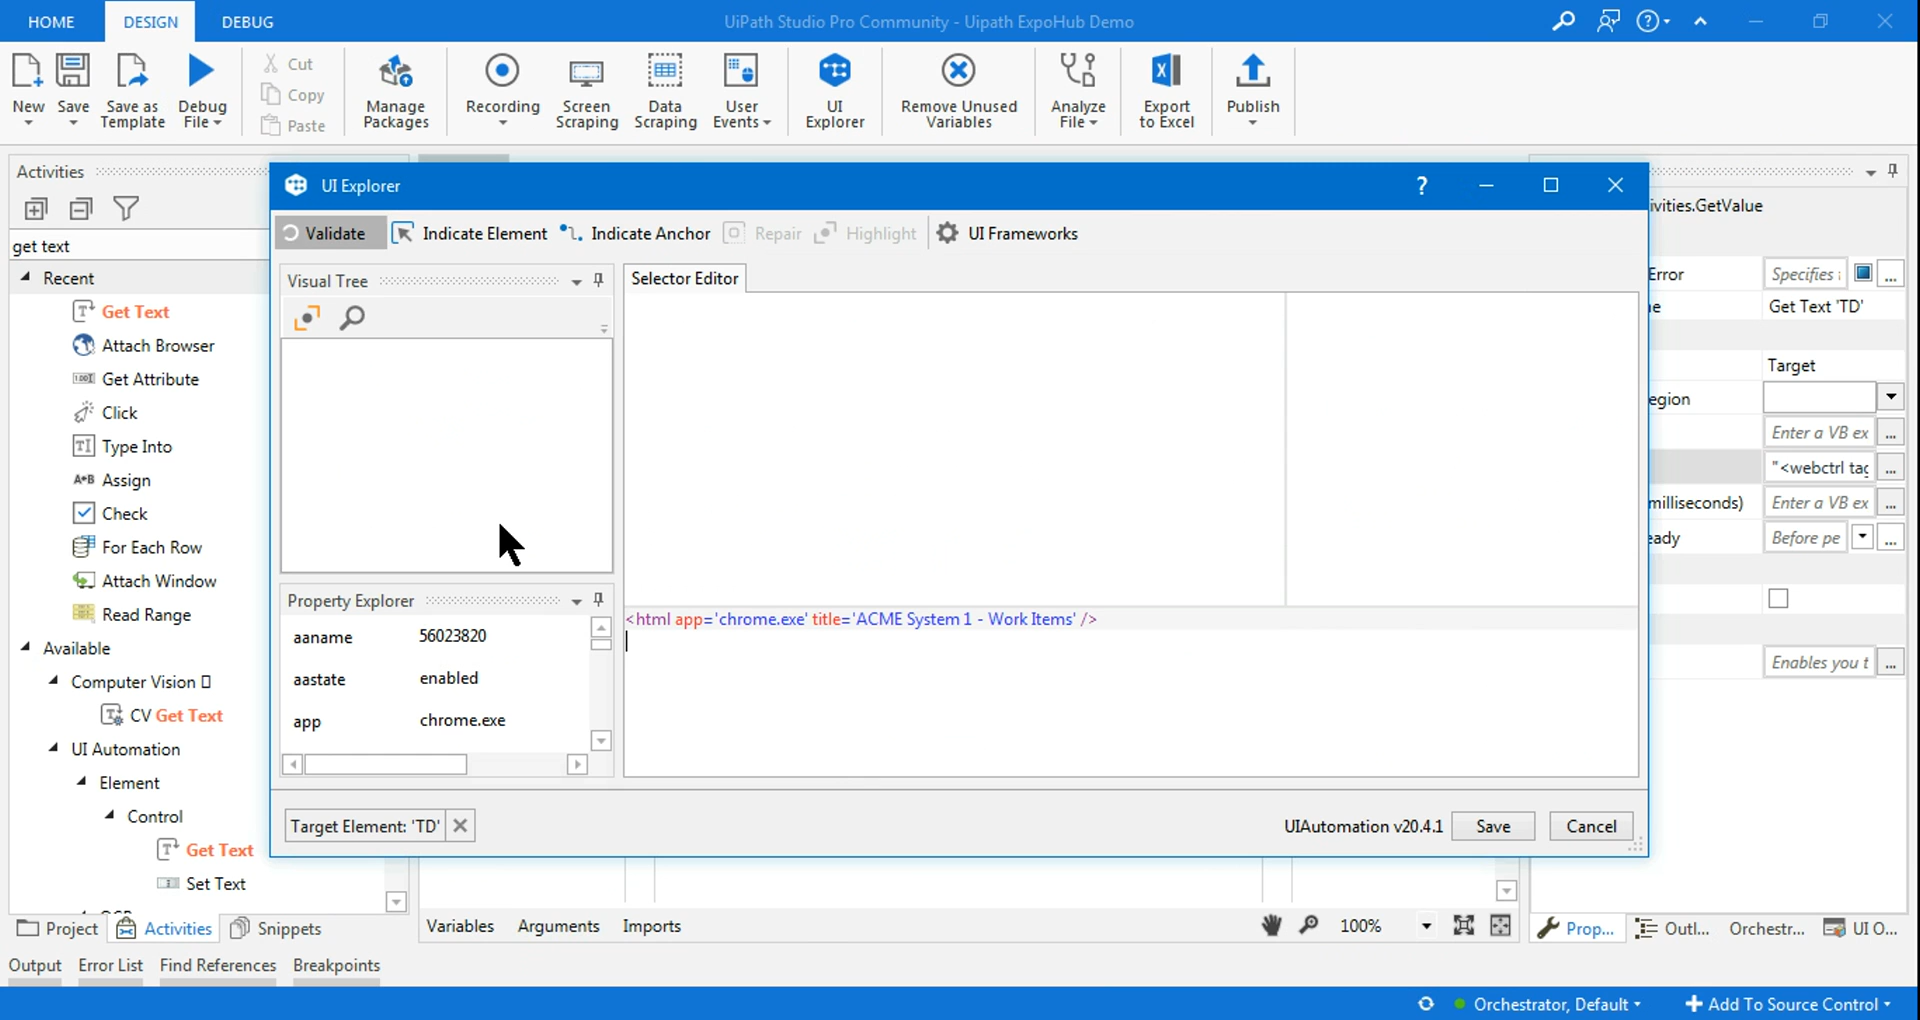 HOME DESIGN DEBUG UiPath Studio Pro Community - Uipath ExpoHub Demo
New Save Save as Template Debug File Cut Copy Paste Manage Packages Recording Screen Scraping Data Scraping User Events UI Explorer Remove Unused Variables Analyze File Export to Excel Publish
Activities
get text
Recent
Get Text
Attach Browser
Get Attribute
Click
Type Into
A*B Assign
Check
For Each Row
Attach Window
Read Range
Available
Computer Vision
CV Get Text
UI Automation
Element
Control
Get Text
Set Text
Project Activities Snippets
UI Explorer
Validate Indicate Element Indicate Anchor Repair Highlight UI Frameworks
Visual Tree
Selector Editor
<html app='chrome.exe' title='ACME System 1 - Work Items' />
Property Explorer
aaname 56023820
aastate enabled
app chrome.exe
Target Element: 'TD'
UIAutomation v20.4.1 Save Cancel
ivities.GetValue
Error Specifies
e Get Text 'TD'
Target
egion
Enter a VB ex ...
"<webctrl tag ...
milliseconds) Enter a VB ex ...
eady Before pe ...
Enables you t ...
Variables Arguments Imports 100%
Prop... Outl... Orchestr... UI O...
Output Error List Find References Breakpoints
Orchestrator, Default Add To Source Control